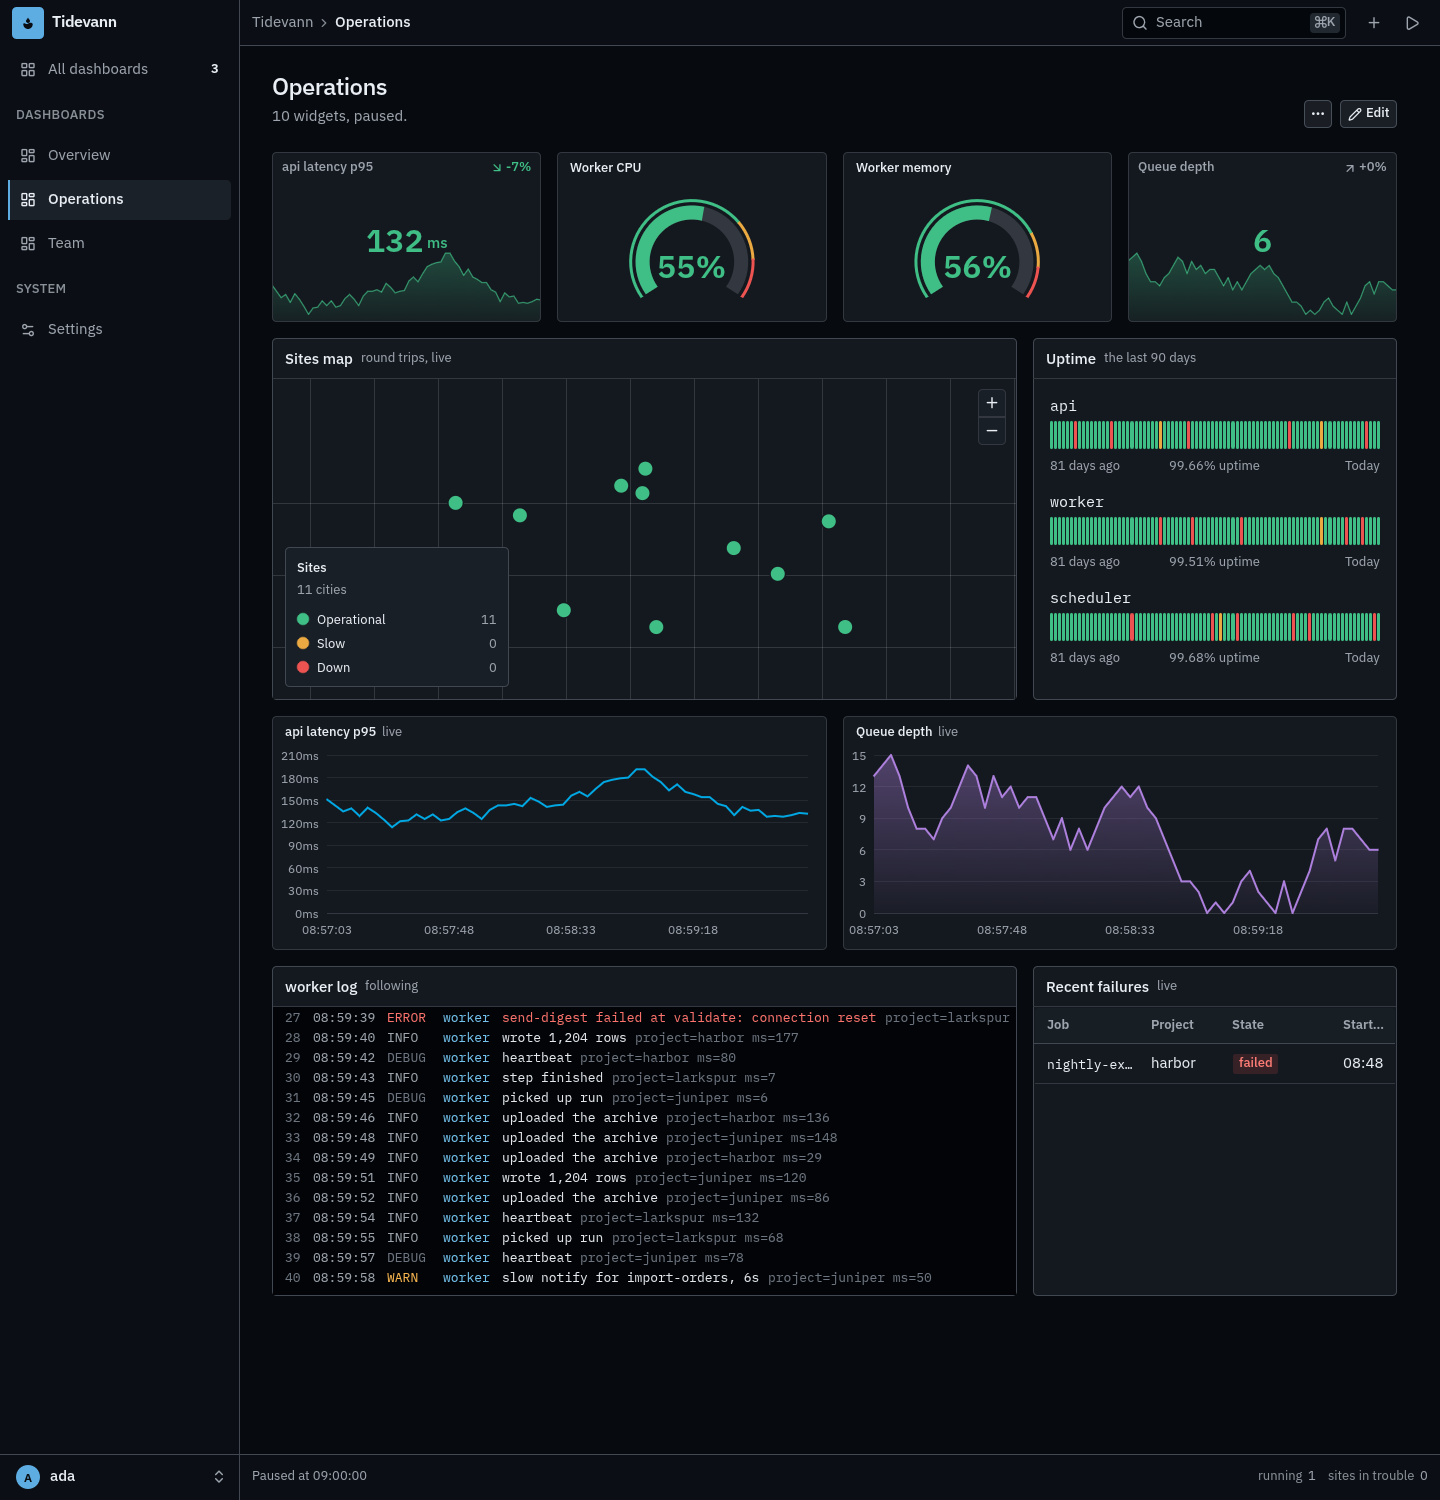 Tidevann
Tidevann > Operations
Search
⌘K
All dashboards 3
DASHBOARDS
Overview
Operations
Team
SYSTEM
Settings
Operations
10 widgets, paused.
Edit
api latency p95 -7%
132 ms
Worker CPU
55%
Worker memory
56%
Queue depth +0%
6
Sites map round trips, live
+
−
Sites
11 cities
Operational 11
Slow 0
Down 0
Uptime the last 90 days
api
81 days ago 99.66% uptime Today
worker
81 days ago 99.51% uptime Today
scheduler
81 days ago 99.68% uptime Today
api latency p95 live
210ms
180ms
150ms
120ms
90ms
60ms
30ms
0ms
08:57:03 08:57:48 08:58:33 08:59:18
Queue depth live
15
12
9
6
3
0
08:57:03 08:57:48 08:58:33 08:59:18
worker log following
27 08:59:39 ERROR worker send-digest failed at validate: connection reset project=larkspur
28 08:59:40 INFO worker wrote 1,204 rows project=harbor ms=177
29 08:59:42 DEBUG worker heartbeat project=harbor ms=80
30 08:59:43 INFO worker step finished project=larkspur ms=7
31 08:59:45 DEBUG worker picked up run project=juniper ms=6
32 08:59:46 INFO worker uploaded the archive project=harbor ms=136
33 08:59:48 INFO worker uploaded the archive project=juniper ms=148
34 08:59:49 INFO worker uploaded the archive project=harbor ms=29
35 08:59:51 INFO worker wrote 1,204 rows project=juniper ms=120
36 08:59:52 INFO worker uploaded the archive project=juniper ms=86
37 08:59:54 INFO worker heartbeat project=larkspur ms=132
38 08:59:55 INFO worker picked up run project=larkspur ms=68
39 08:59:57 DEBUG worker heartbeat project=juniper ms=78
40 08:59:58 WARN worker slow notify for import-orders, 6s project=juniper ms=50
Recent failures live
Job Project State Start…
nightly-ex… harbor failed 08:48
A ada
Paused at 09:00:00
running 1 sites in trouble 0